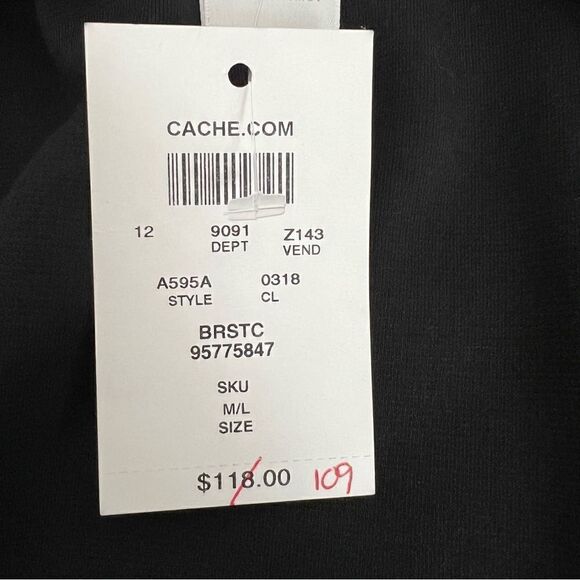 CACHE.COM
12 9091 Z143
DEPT VEND
A595A 0318
STYLE CL
BRSTC
95775847
SKU
M/L
SIZE
$118.00 109